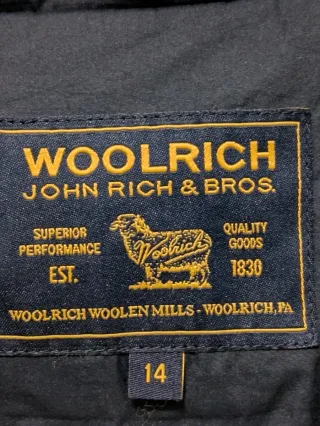 WOOLRICH
JOHN RICH & BROS.
SUPERIOR
PERFORMANCE
EST.
Woolrich
QUALITY
GOODS
1830
WOOLRICH WOOLEN MILLS - WOOLRICH, PA
14